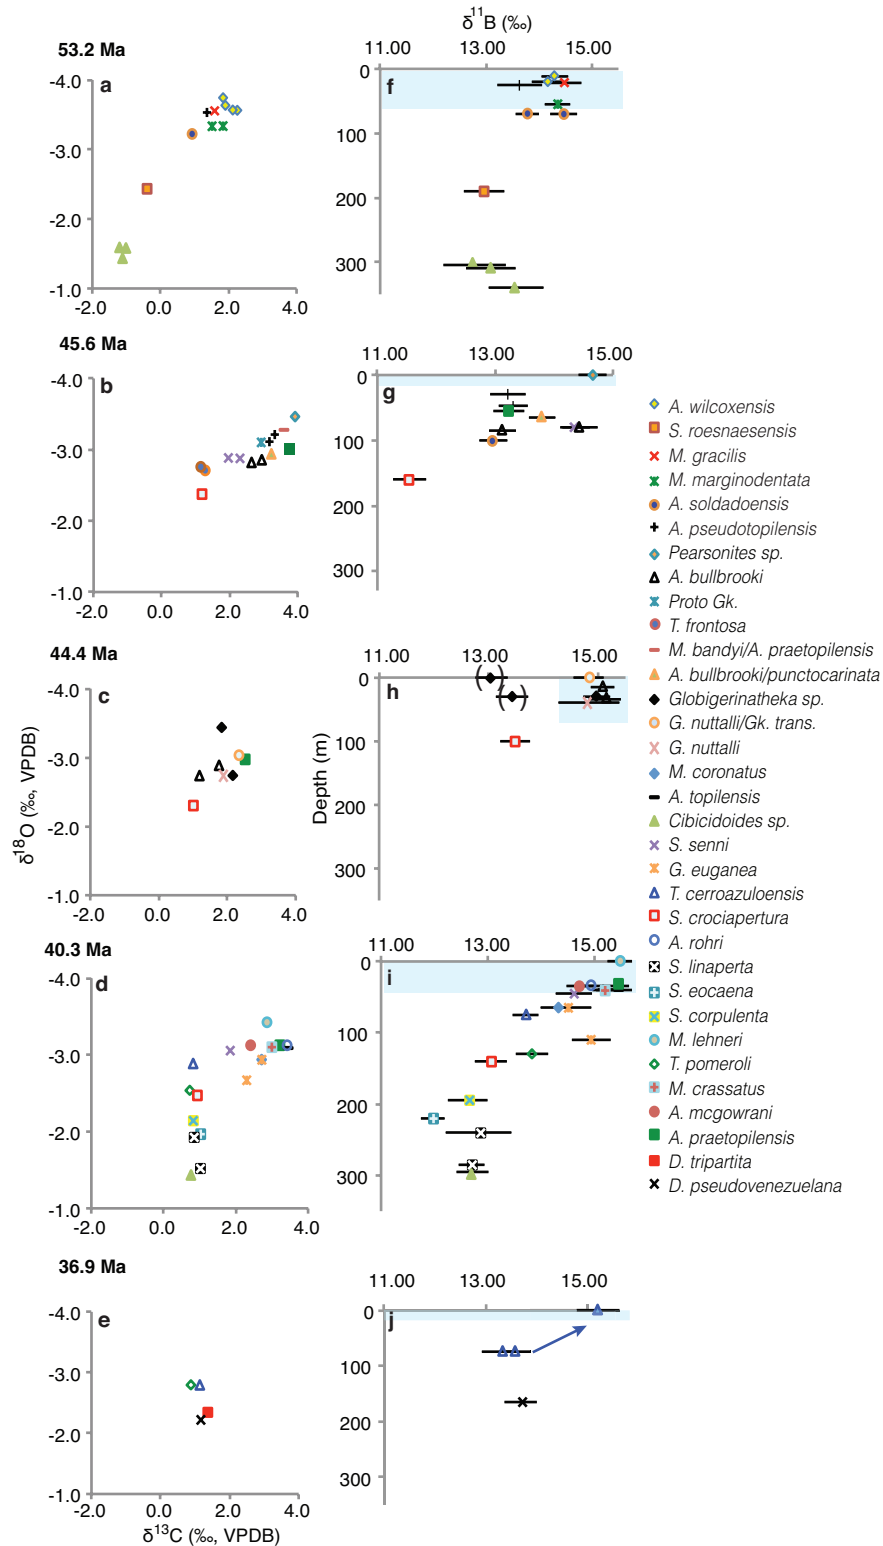 δ11B (‰)
53.2 Ma
11.00 13.00 15.00
a
-4.0
-3.0
-2.0
-1.0
-2.0 0.0 2.0 4.0
f
0
100
200
300
45.6 Ma
11.00 13.00 15.00
b
-4.0
-3.0
-2.0
-1.0
-2.0 0.0 2.0 4.0
g
0
100
200
300
44.4 Ma
11.00 13.00 15.00
c
-4.0
-3.0
-2.0
-1.0
-2.0 0.0 2.0 4.0
δ18O (‰, VPDB)
h
( )
( )
0
100
200
300
Depth (m)
40.3 Ma
11.00 13.00 15.00
d
-4.0
-3.0
-2.0
-1.0
-2.0 0.0 2.0 4.0
i
0
100
200
300
36.9 Ma
11.00 13.00 15.00
e
-4.0
-3.0
-2.0
-1.0
-2.0 0.0 2.0 4.0
δ13C (‰, VPDB)
j
0
100
200
300
A. wilcoxensis
S. roesnaesensis
M. gracilis
M. marginodentata
A. soldadoensis
A. pseudotopilensis
Pearsonites sp.
A. bullbrooki
Proto Gk.
T. frontosa
M. bandyi/A. praetopilensis
A. bullbrooki/punctocarinata
Globigerinatheka sp.
G. nuttalli/Gk. trans.
G. nuttalli
M. coronatus
A. topilensis
Cibicidoides sp.
S. senni
G. euganea
T. cerroazuloensis
S. crociapertura
A. rohri
S. linaperta
S. eocaena
S. corpulenta
M. lehneri
T. pomeroli
M. crassatus
A. mcgowrani
A. praetopilensis
D. tripartita
D. pseudovenezuelana